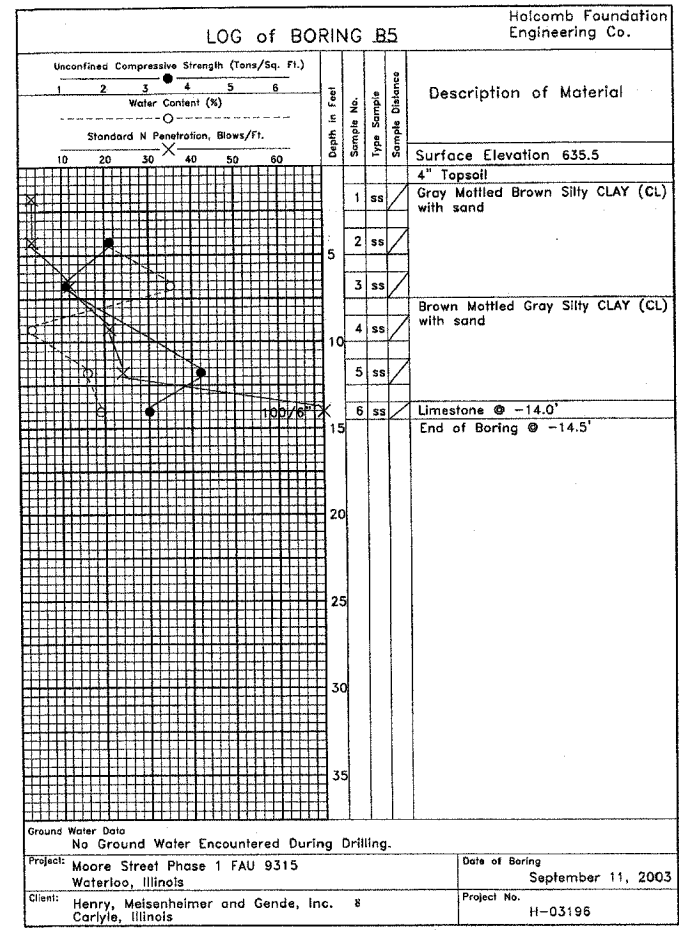 LOG of BORING B5
Holcomb Foundation
Engineering Co.
Unconfined Compressive Strength (Tons/Sq. Ft.)
1 2 3 4 5 6
Water Content (%)
Standard N Penetration, Blows/Ft.
10 20 30 40 50 60
Depth in Feet
Sample No.
Type Sample
Sample Distance
Description of Material
Surface Elevation 635.5
4" Topsoil
1 ss
Gray Mottled Brown Silty CLAY (CL)
with sand
2 ss
5
3 ss
Brown Mottled Gray Silty CLAY (CL)
with sand
4 ss
10
5 ss
100/6"
6 ss
Limestone @ -14.0'
End of Boring @ -14.5'
15
20
25
30
35
Ground Water Data
No Ground Water Encountered During Drilling.
Project: Moore Street Phase 1 FAU 9315
Waterloo, Illinois
Date of Boring
September 11, 2003
Client: Henry, Meisenheimer and Gende, Inc. 8
Carlyle, Illinois
Project No.
H-03196